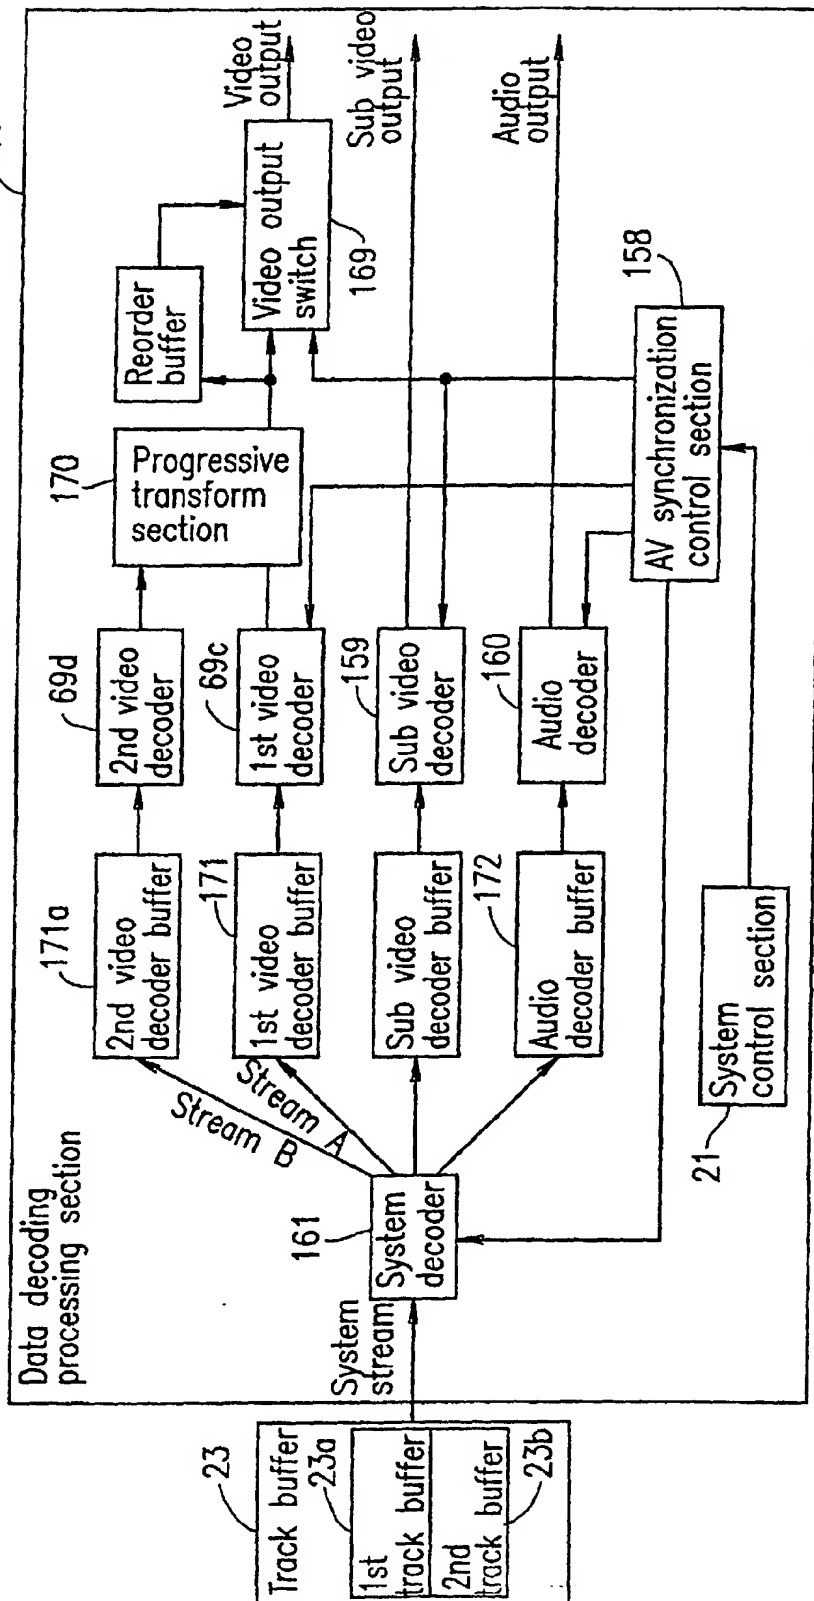 Data decoding
processing section
23
Track buffer
23a
1st
track buffer
2nd
track buffer
23b
System
stream
161
System
decoder
Stream B
Stream A
171a
2nd video
decoder buffer
171
1st video
decoder buffer
Sub video
decoder buffer
172
Audio
decoder buffer
21
System
control section
69d
2nd video
decoder
69c
1st video
decoder
159
Sub video
decoder
160
Audio
decoder
170
Progressive
transform
section
Reorder
buffer
Video output
switch
169
158
AV synchronization
control section
Video
output
Sub video
output
Audio
output